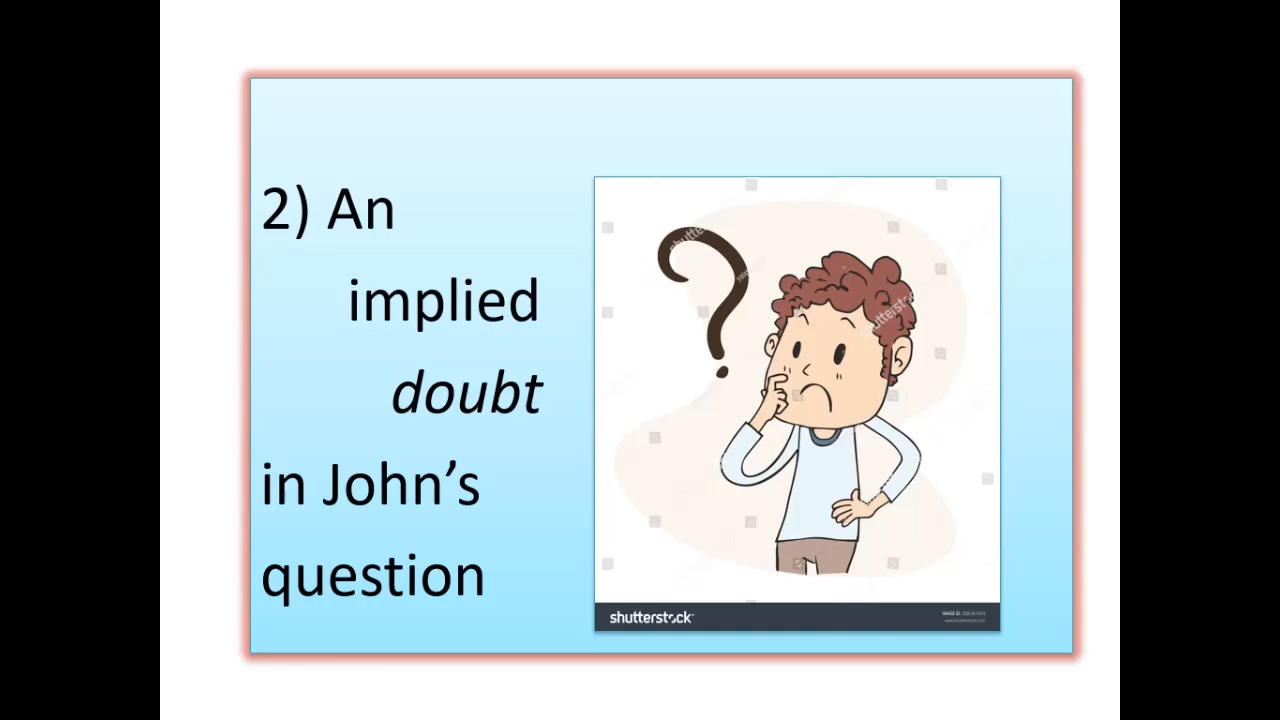 2) An
implied
doubt
in John's
question
shutterstock